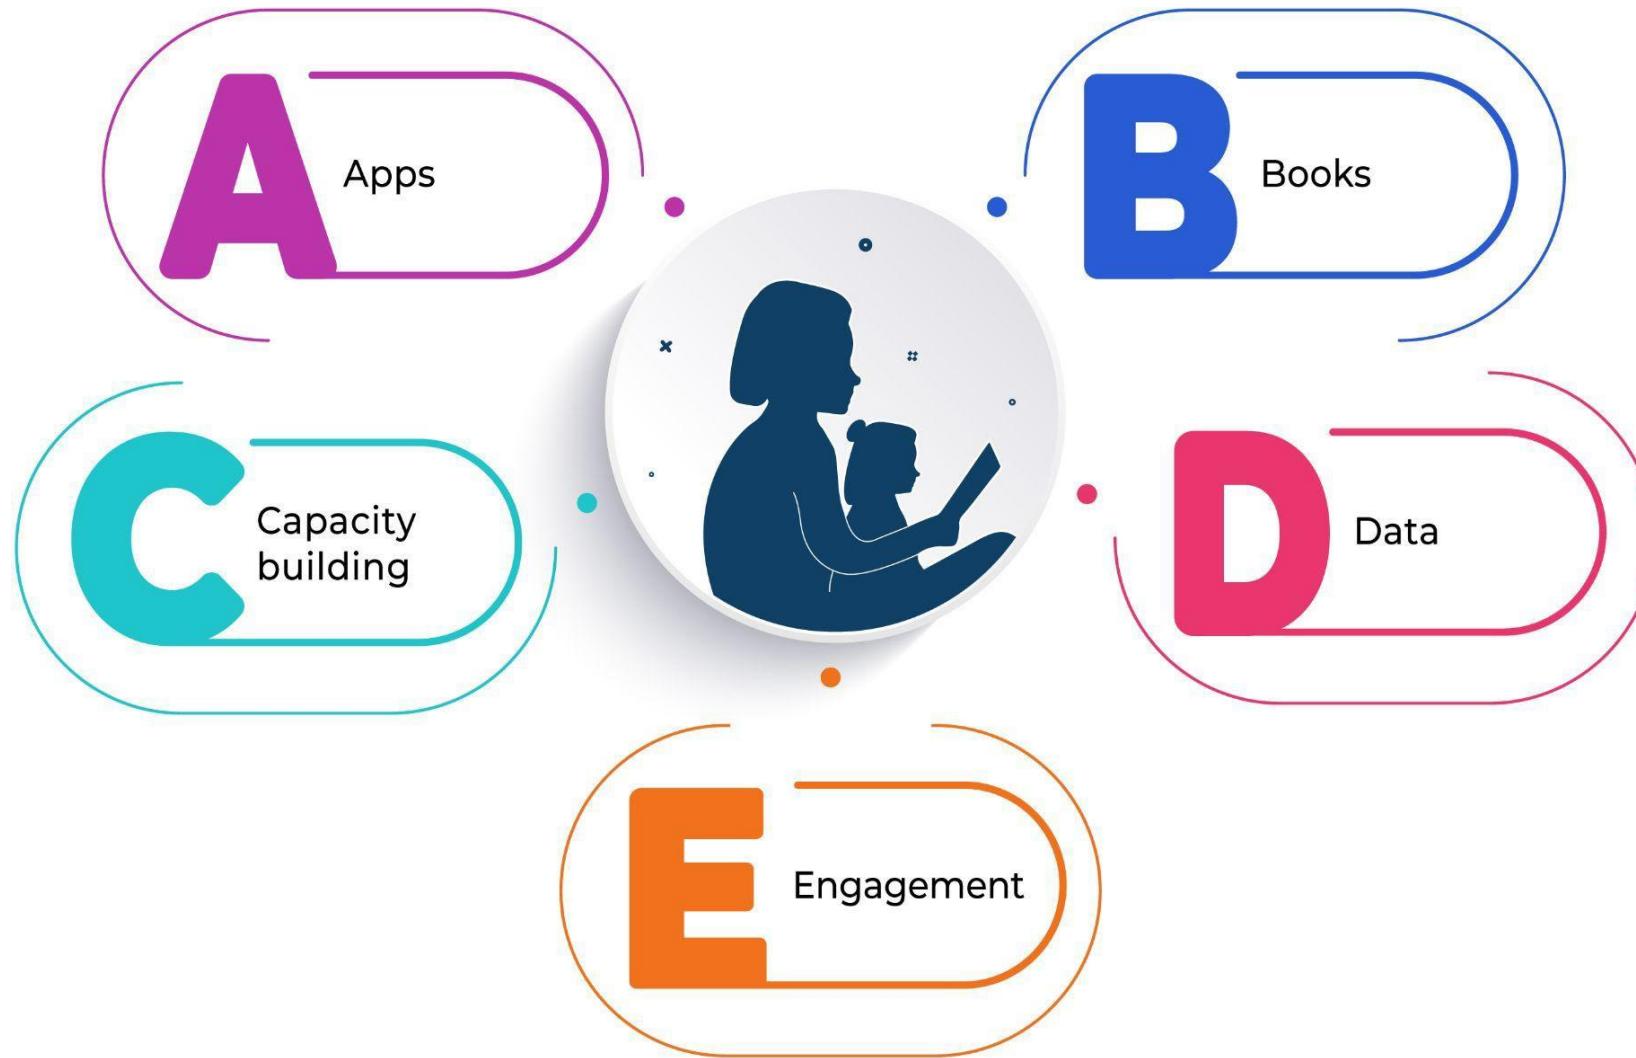 A
Apps
B
Books
C
Capacity
building
D
Data
E
Engagement